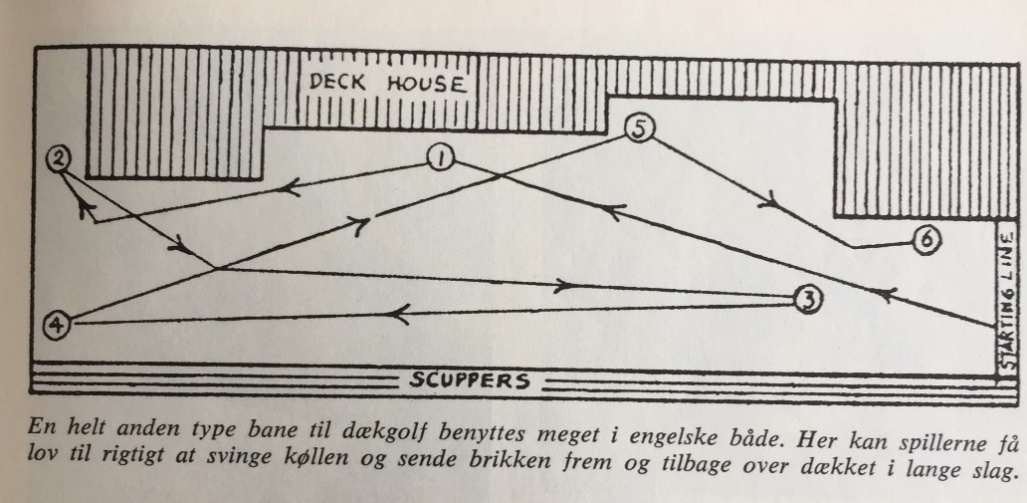 DECK HOUSE
5
2
1
6
3
4
STARTING LINE
SCUPPERS
En helt anden type bane til dækgolf benyttes meget i engelske både. Her kan spillerne få
lov til rigtigt at svinge køllen og sende brikken frem og tilbage over dækket i lange slag.